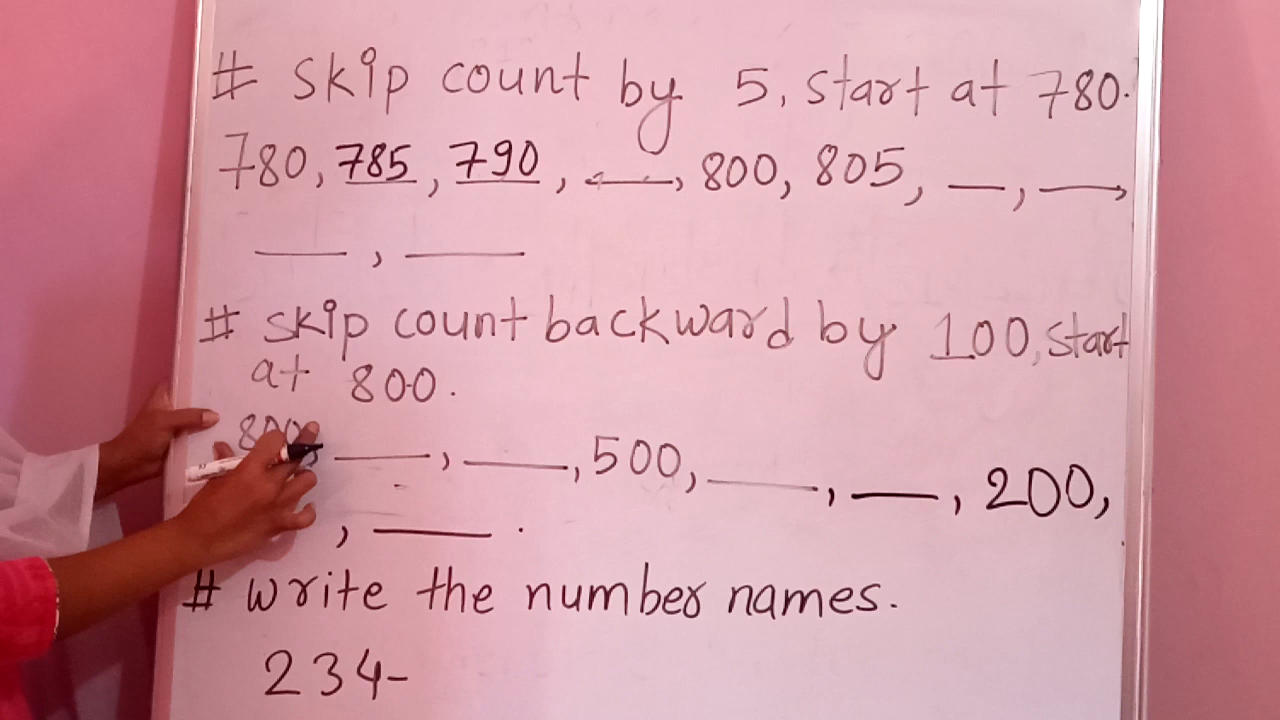 # skip count by 5, start at 780.
780, 785, 790, ___, 800, 805, ___, ___,
___, ___
# skip count backward by 100, start
at 800.
800, ___, ___, 500, ___, ___, 200,
, ___.
# write the number names.
234-